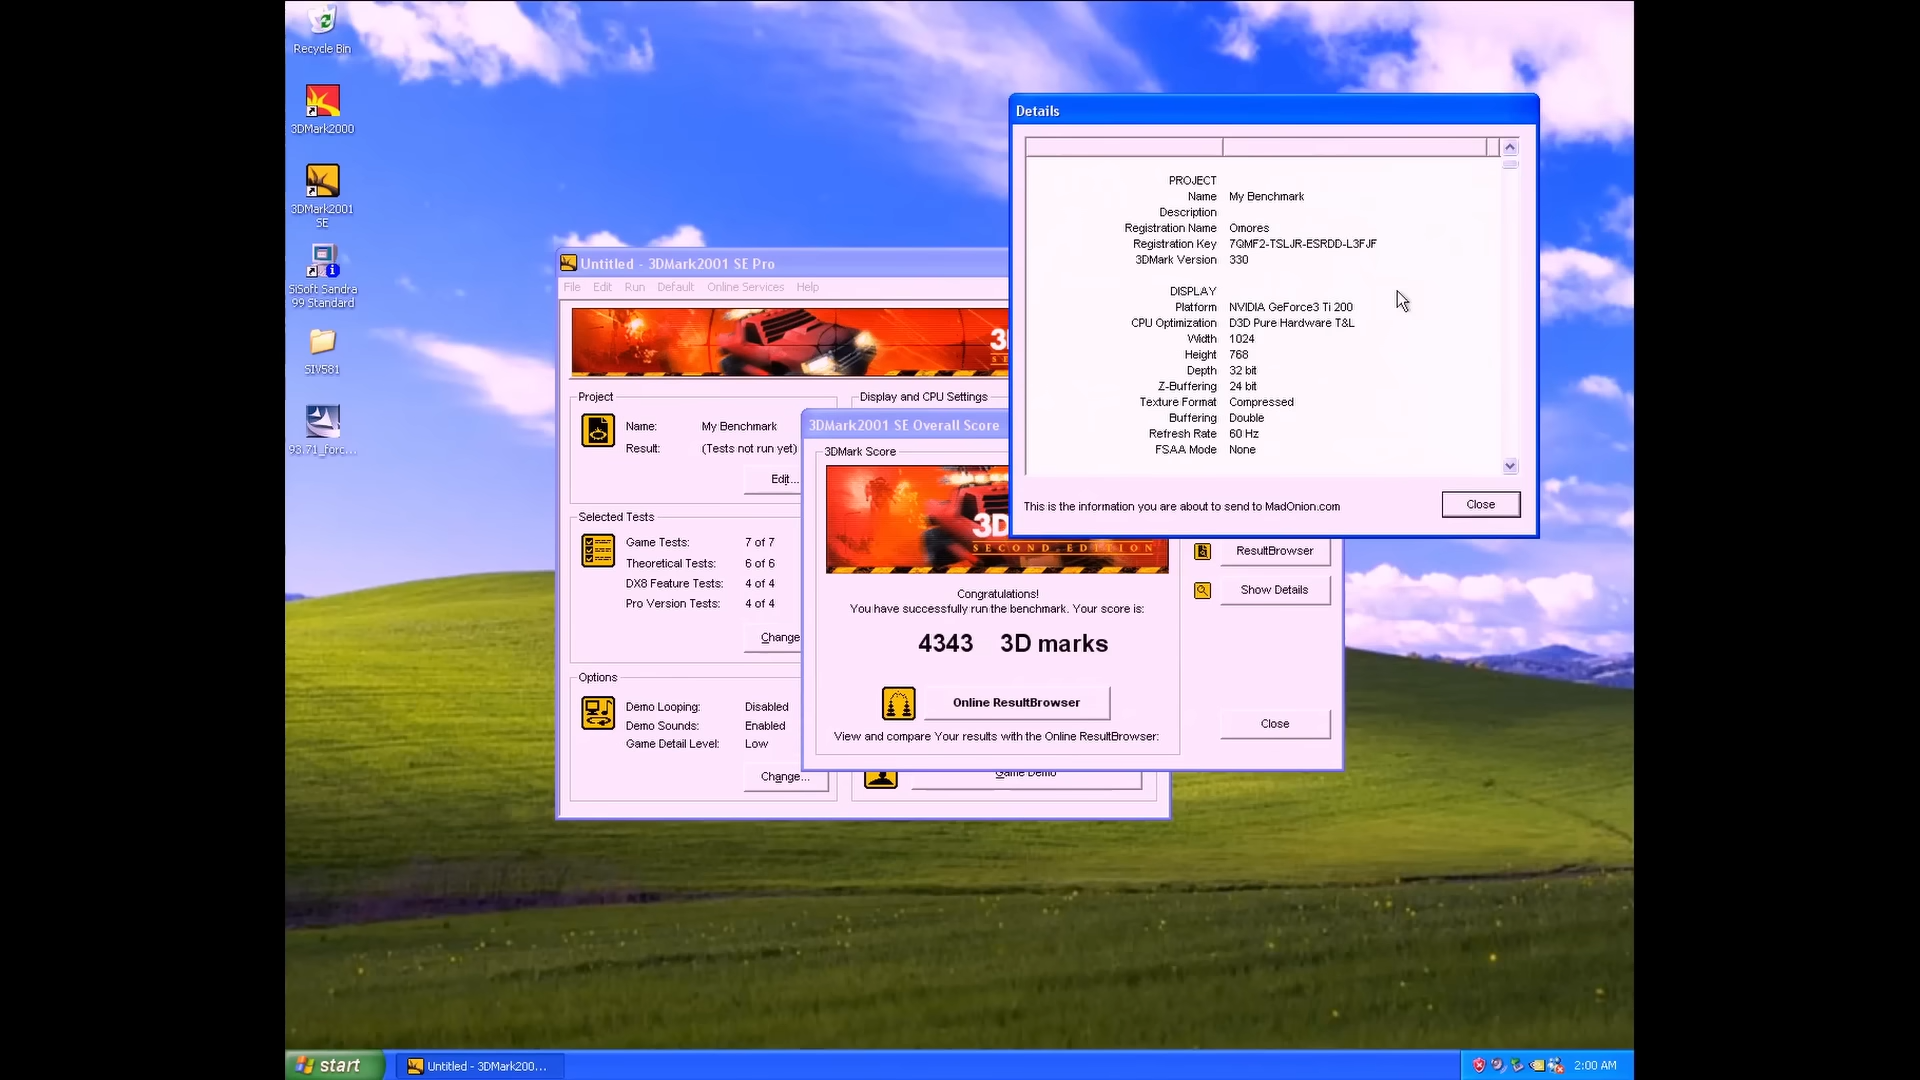 Recycle Bin
3DMark2000
3DMark2001
SE
SiSoft Sandra
99 Standard
SIV581
93.71_forc...
Untitled - 3DMark2001 SE Pro
File Edit Run Default Online Services Help
Project
Name: My Benchmark
Result: (Tests not run yet)
Edit...
Selected Tests
Game Tests: 7 of 7
Theoretical Tests: 6 of 6
DX8 Feature Tests: 4 of 4
Pro Version Tests: 4 of 4
Change
Options
Demo Looping: Disabled
Demo Sounds: Enabled
Game Detail Level: Low
Change...
Display and CPU Settings
Game Demo
3DMark2001 SE Overall Score
3DMark Score
3D
SECOND EDITION
Congratulations!
You have successfully run the benchmark. Your score is:
4343 3D marks
Online ResultBrowser
View and compare Your results with the Online ResultBrowser:
ResultBrowser
Show Details
Close
Details
PROJECT
Name My Benchmark
Description
Registration Name Omores
Registration Key 7QMF2-TSLJR-ESRDD-L3FJF
3DMark Version 330
DISPLAY
Platform NVIDIA GeForce3 Ti 200
CPU Optimization D3D Pure Hardware T&L
Width 1024
Height 768
Depth 32 bit
Z-Buffering 24 bit
Texture Format Compressed
Buffering Double
Refresh Rate 60 Hz
FSAA Mode None
This is the information you are about to send to MadOnion.com
Close
start
Untitled - 3DMark200...
2:00 AM